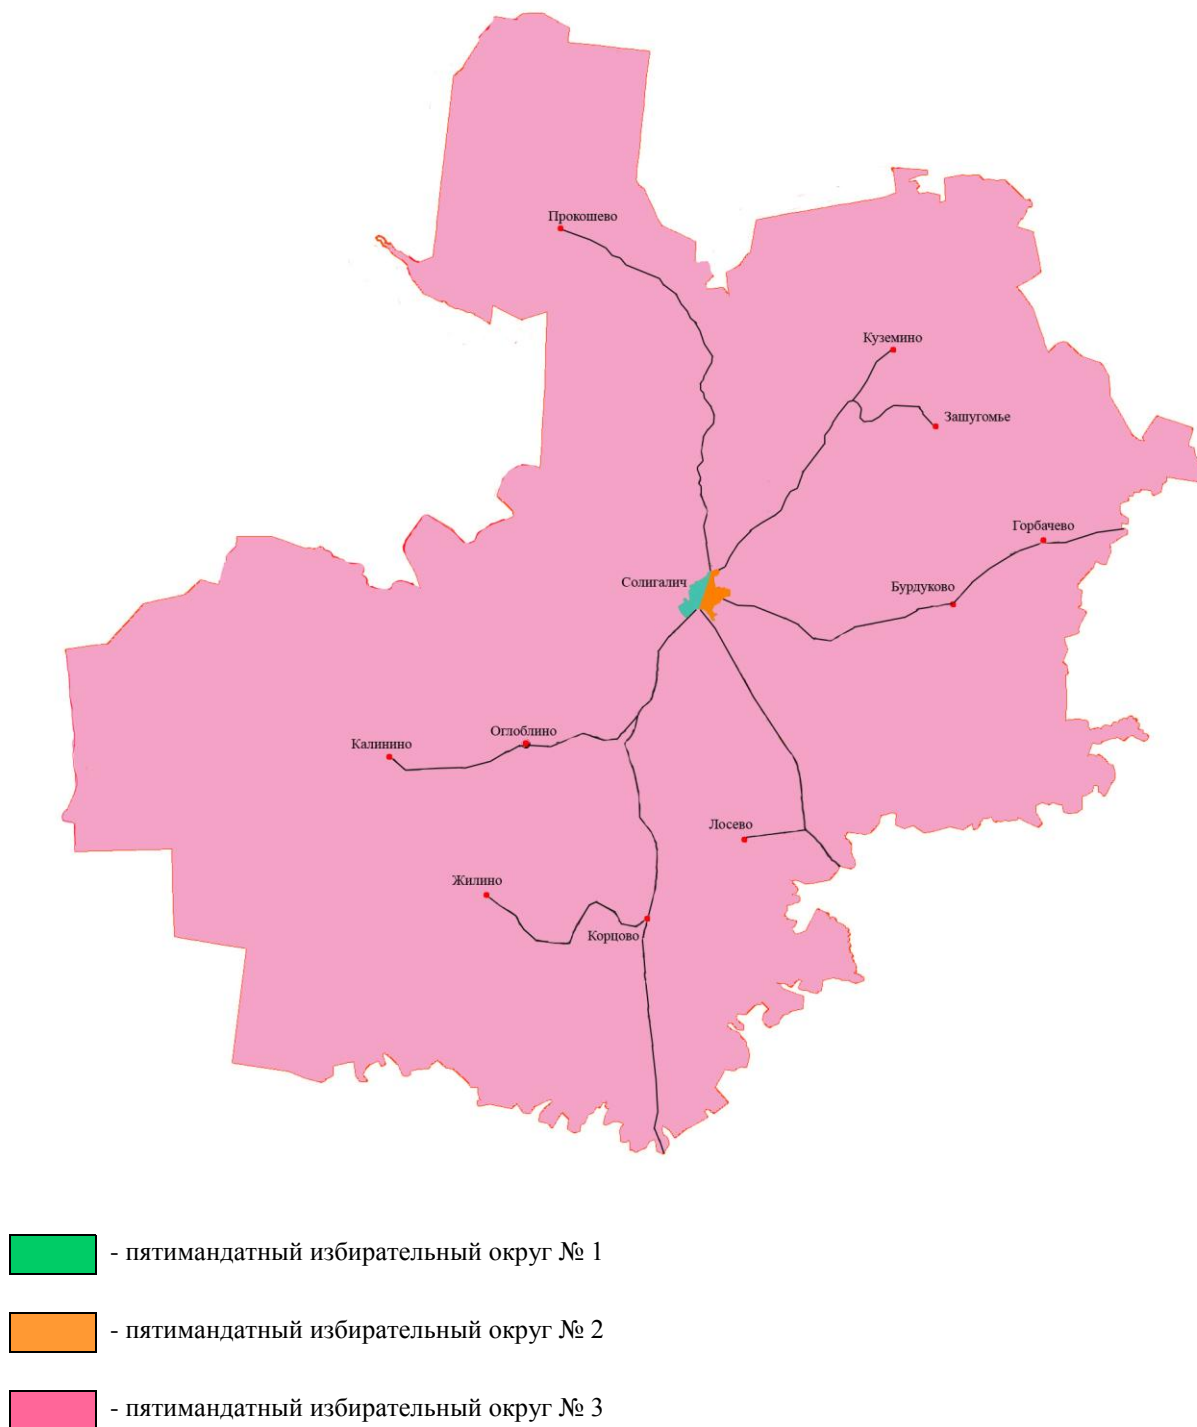 Прокошево
Куземино
Зашугомье
Горбачево
Солигалич
Бурдуково
Оглоблино
Калинино
Лосево
Жилино
Корцово
- пятимандатный избирательный округ № 1
- пятимандатный избирательный округ № 2
- пятимандатный избирательный округ № 3